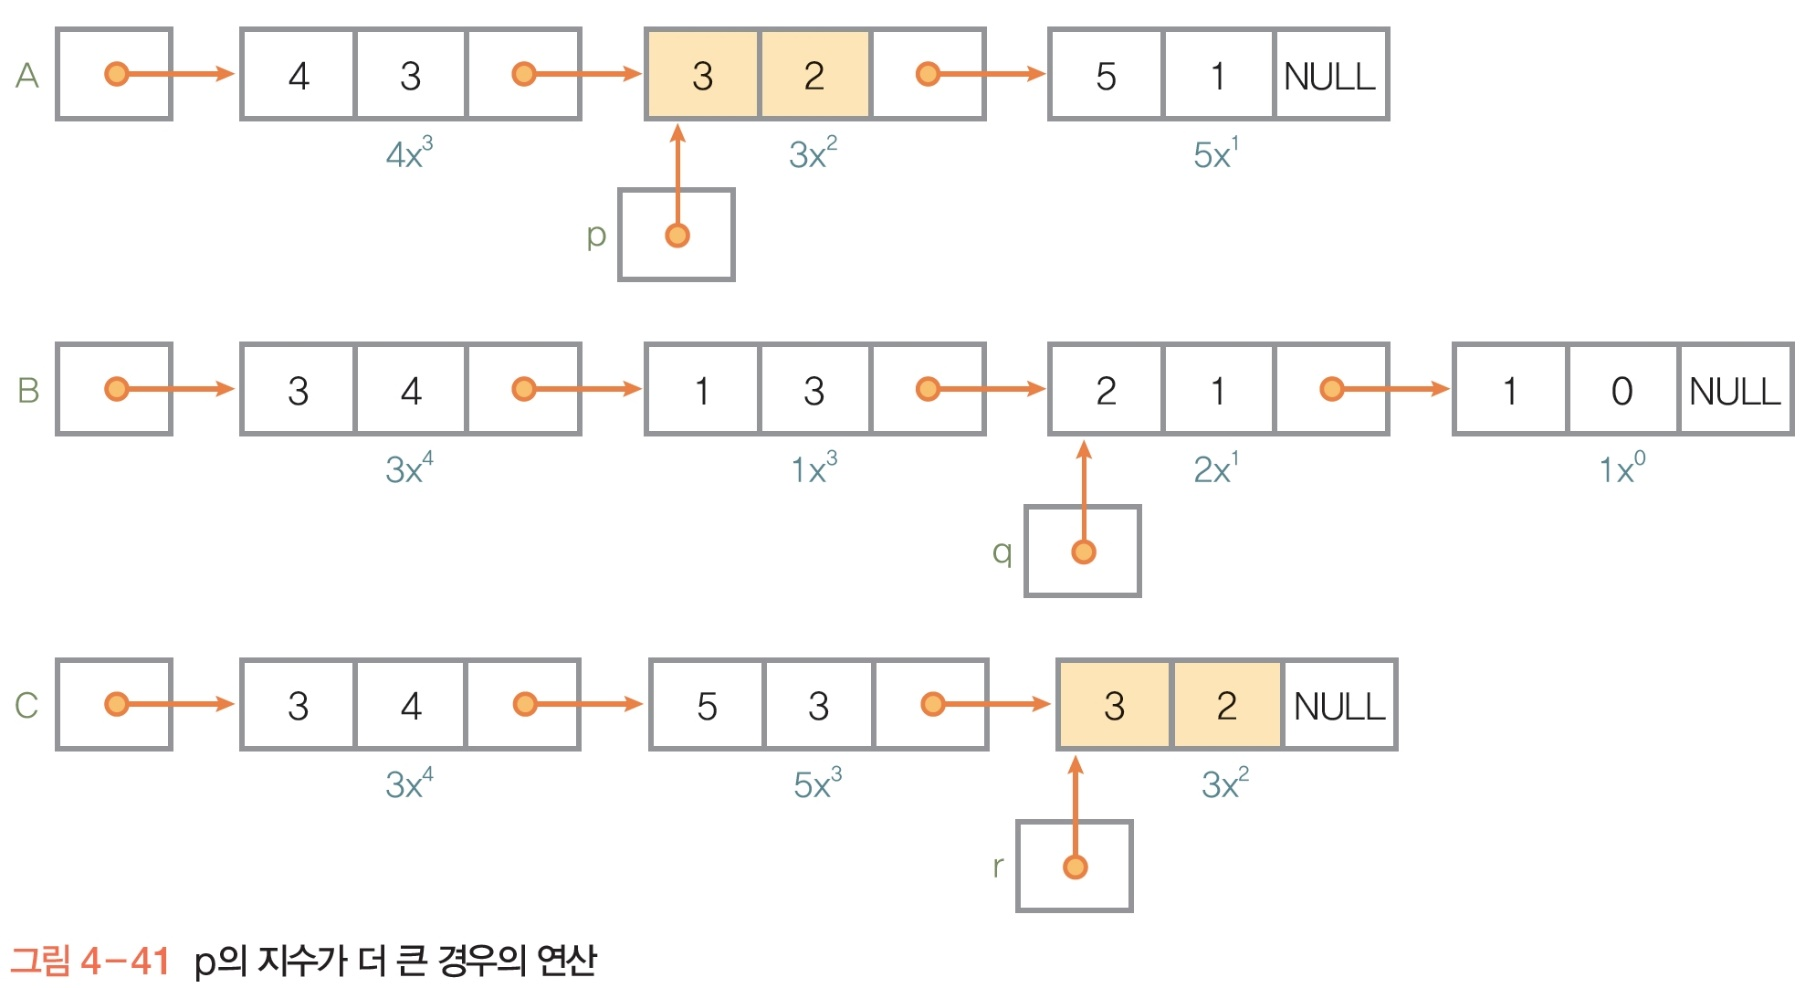 A 4 3 3 2 5 1 NULL
4x³ 3x² 5x¹
p
B 3 4 1 3 2 1 1 0 NULL
3x⁴ 1x³ 2x¹ 1x⁰
q
C 3 4 5 3 3 2 NULL
3x⁴ 5x³ 3x²
r
그림 4-41 p의 지수가 더 큰 경우의 연산